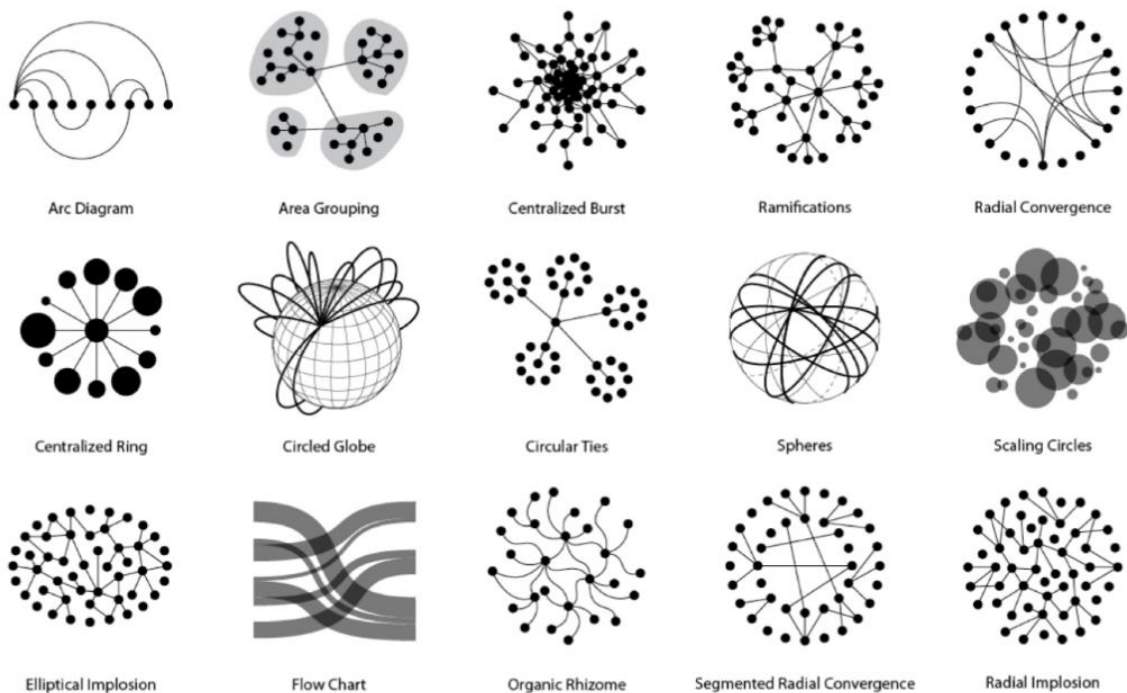 Arc Diagram
Area Grouping
Centralized Burst
Ramifications
Radial Convergence
Centralized Ring
Circled Globe
Circular Ties
Spheres
Scaling Circles
Elliptical Implosion
Flow Chart
Organic Rhizome
Segmented Radial Convergence
Radial Implosion